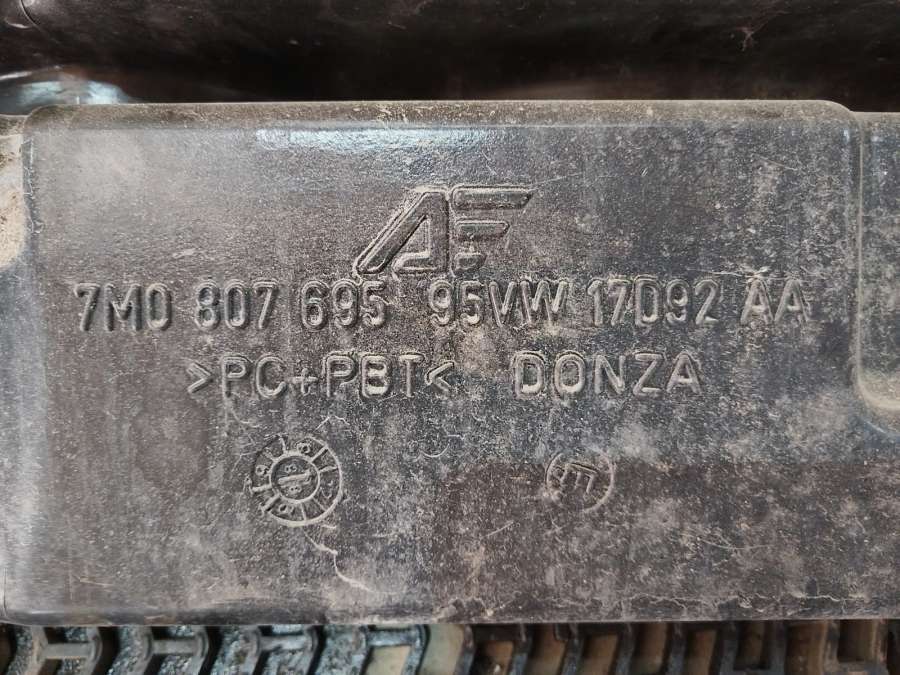 AF
7M0 807 695 95VW 17D92 AA
>PC+PBT< DONZA